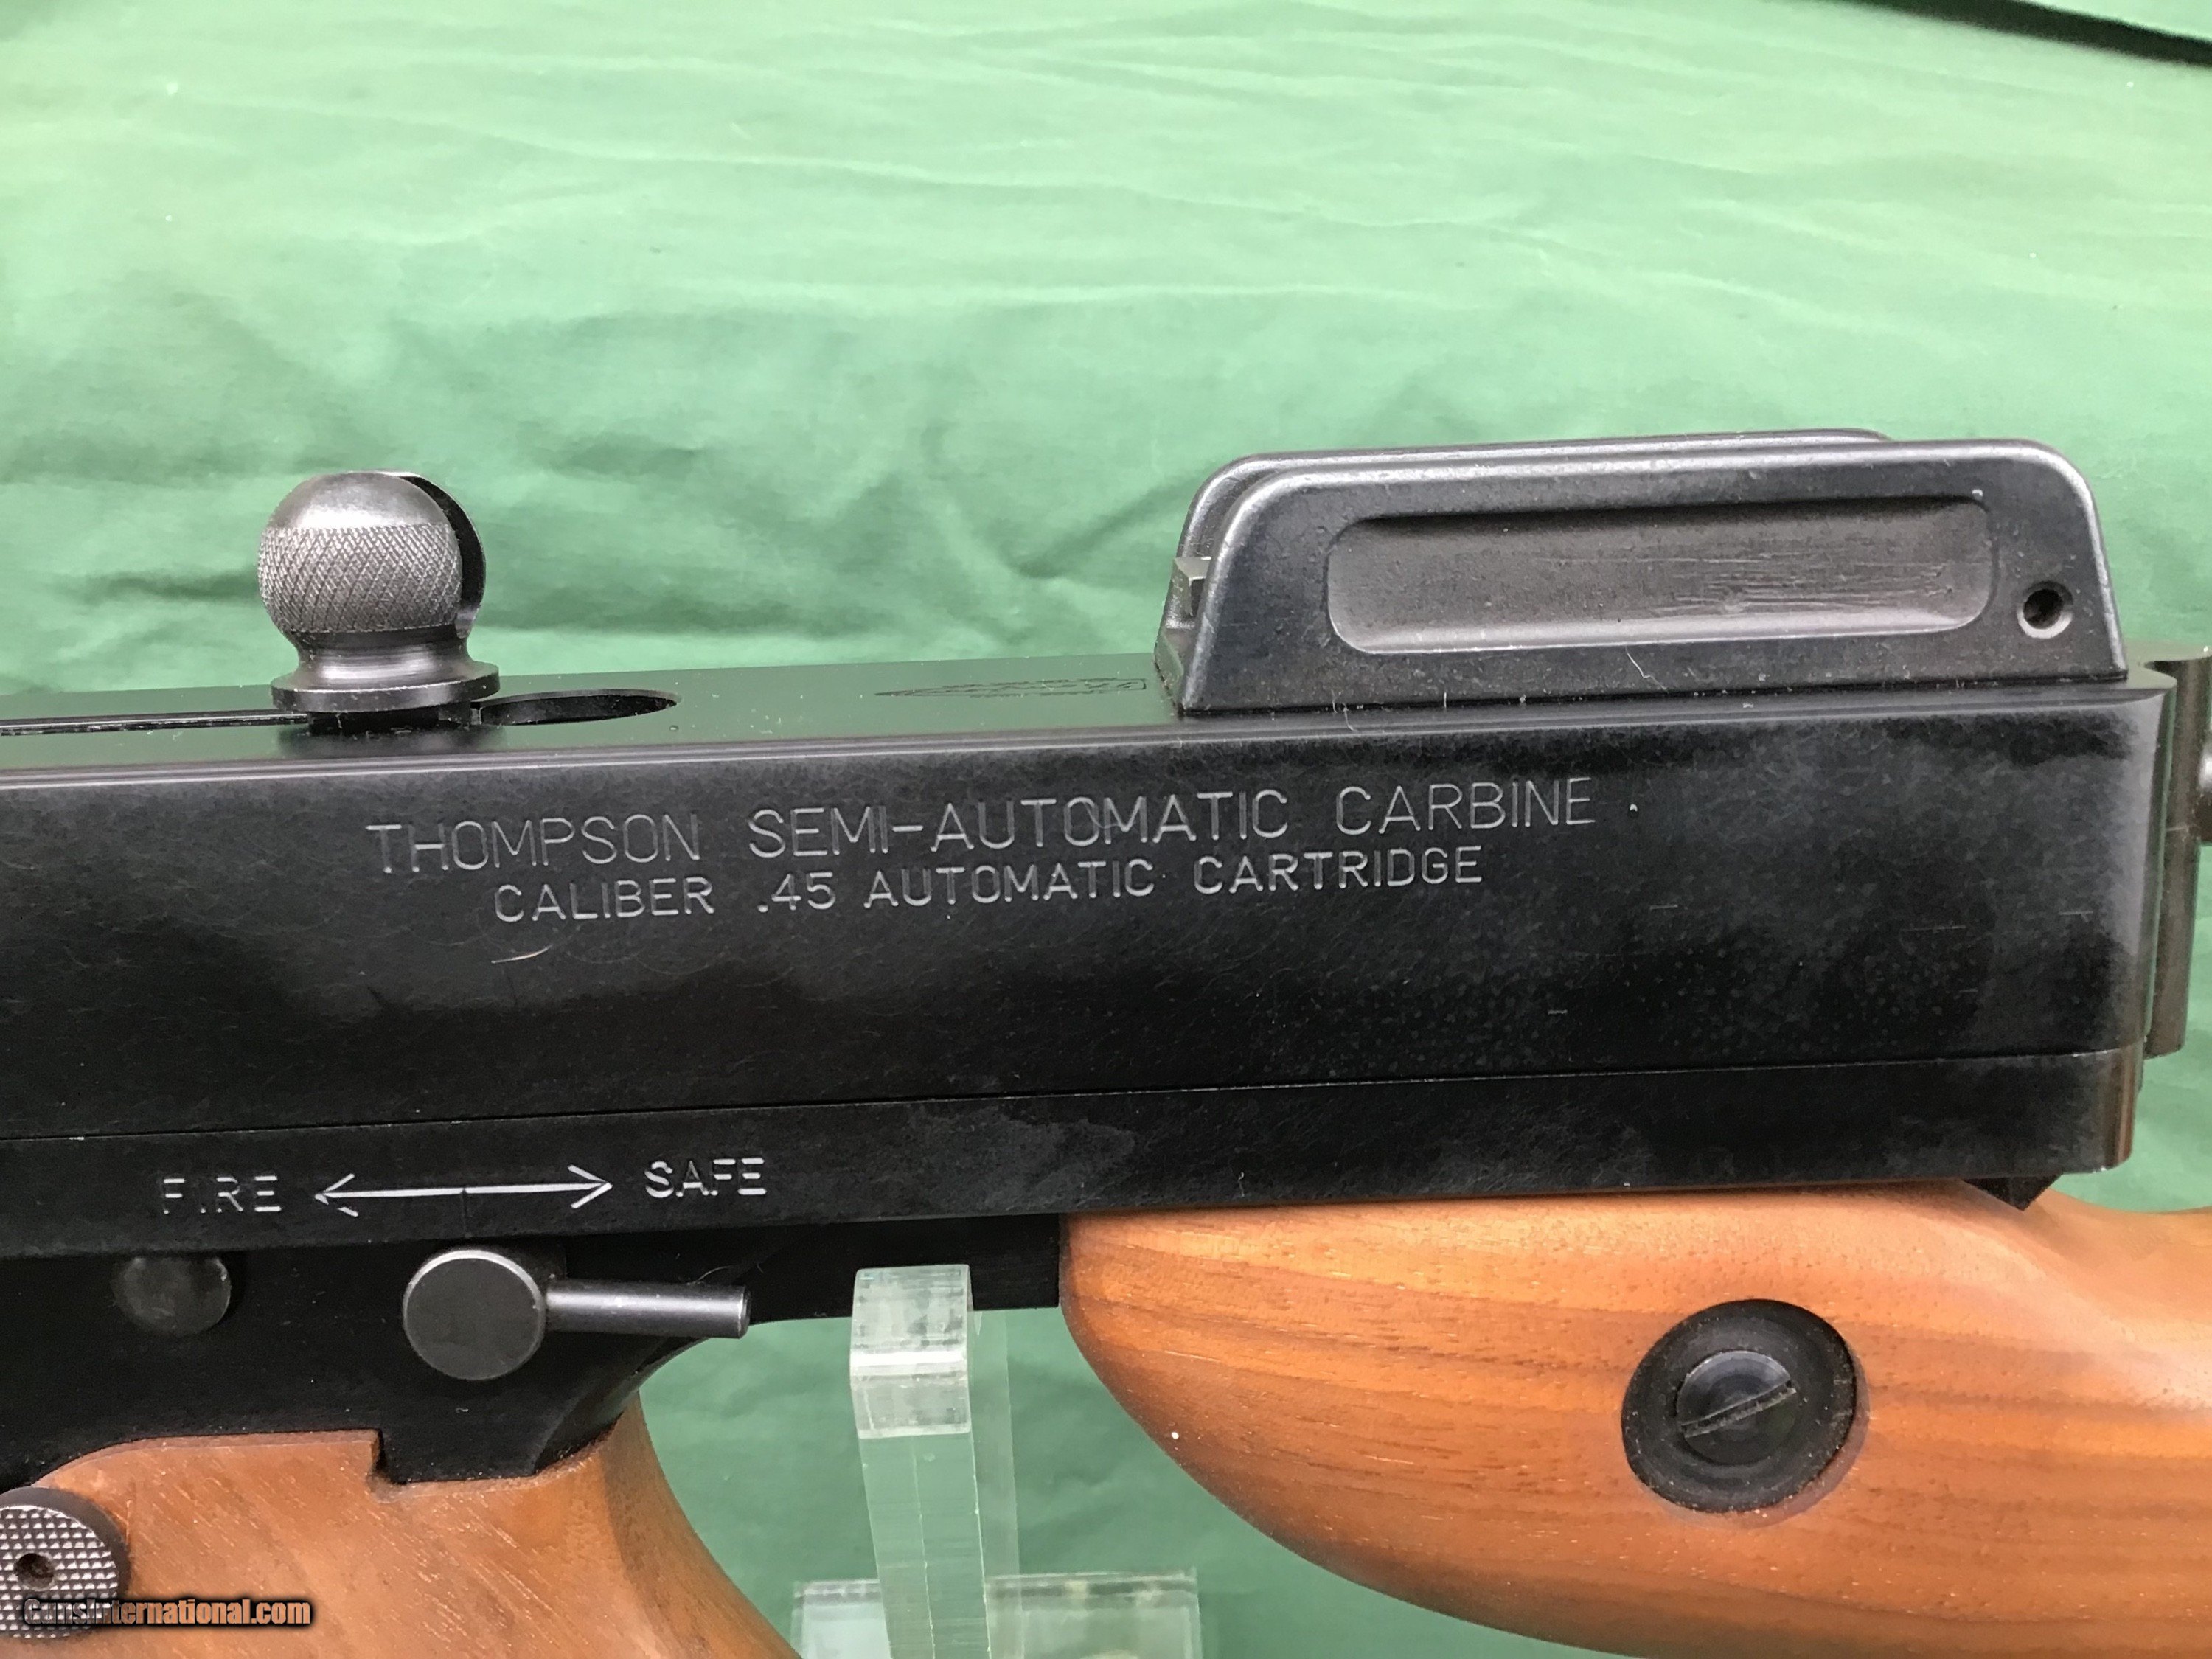 THOMPSON SEMI-AUTOMATIC CARBINE
CALIBER .45 AUTOMATIC CARTRIDGE
FIRE SAFE
GunsInternational.com